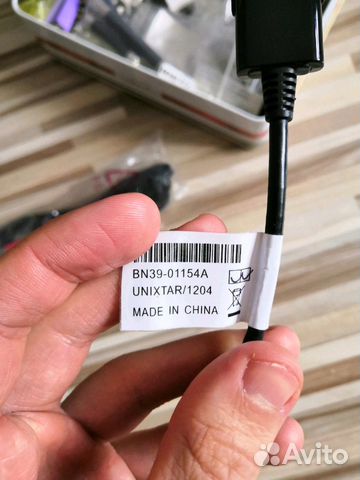 BN39-01154A
UNIXTAR/1204
MADE IN CHINA
Avito